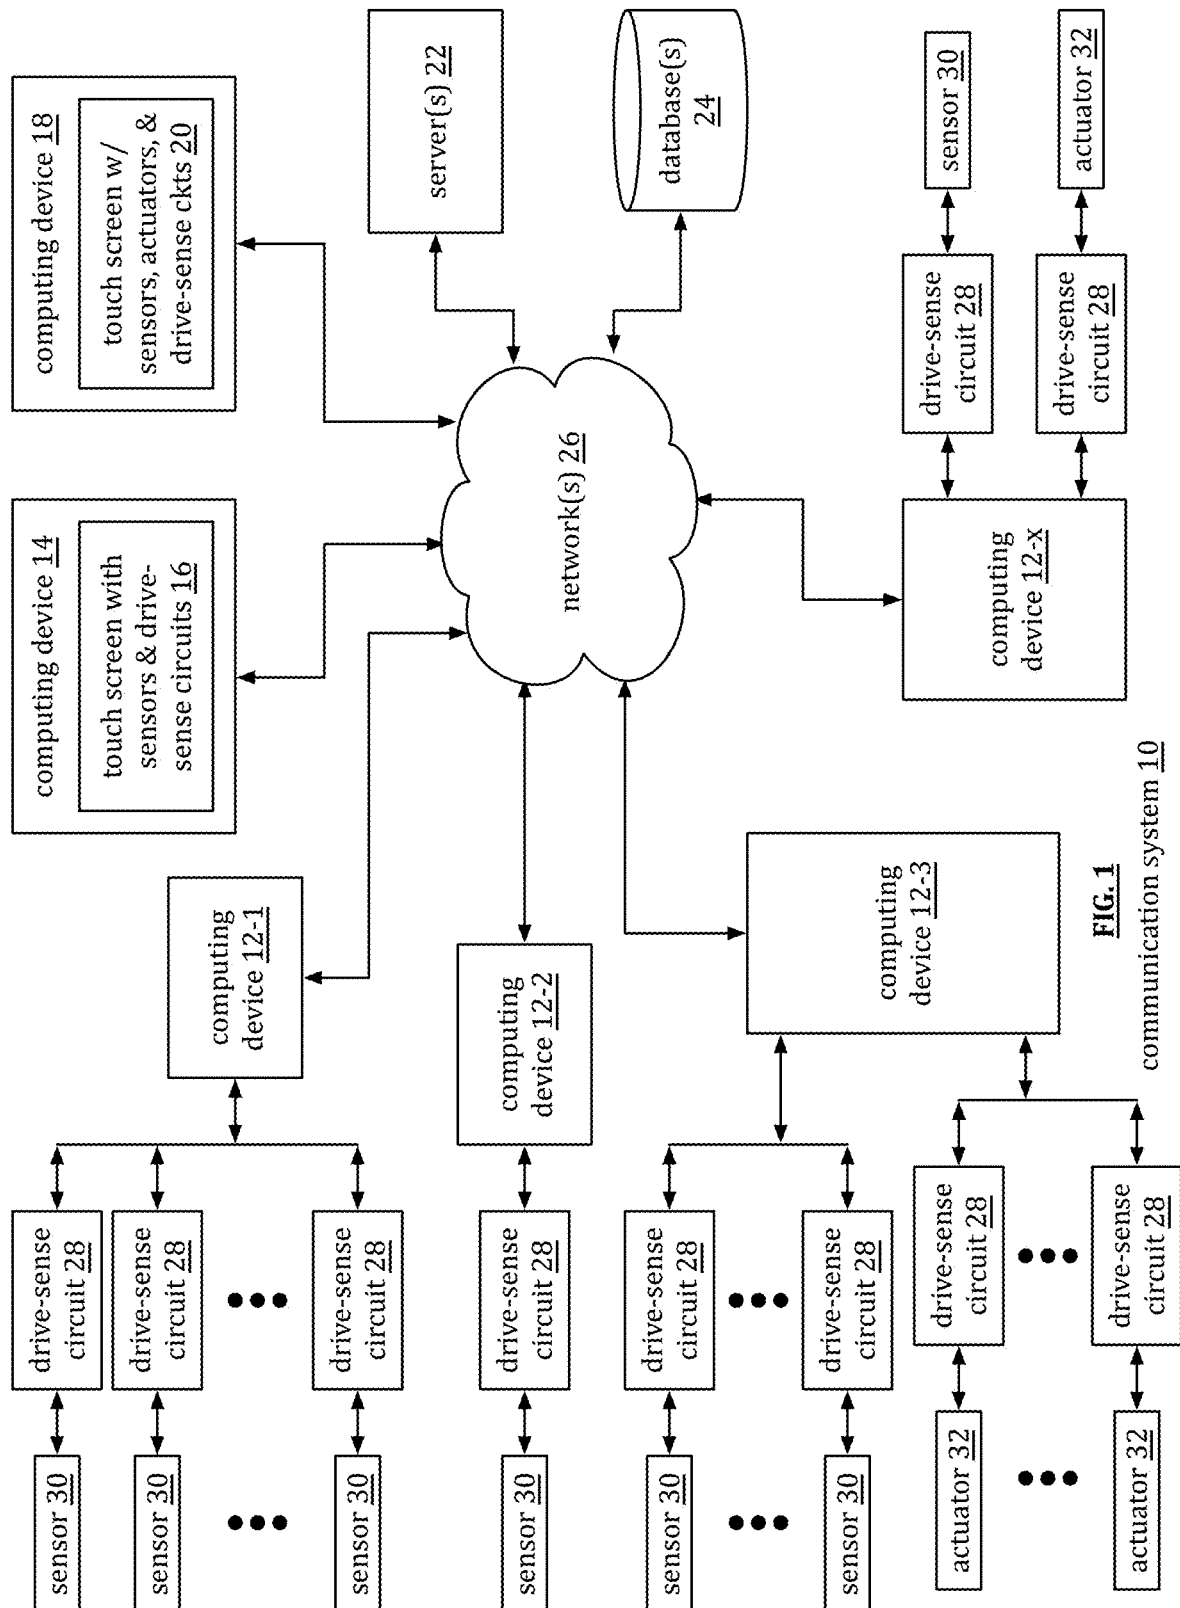 sensor 30
drive-sense
circuit 28
sensor 30
drive-sense
circuit 28
sensor 30
drive-sense
circuit 28
computing
device 12-1
computing device 14
touch screen with
sensors & drive-
sense circuits 16
computing device 18
touch screen w/
sensors, actuators, &
drive-sense ckts 20
server(s) 22
database(s)
24
network(s) 26
sensor 30
drive-sense
circuit 28
computing
device 12-2
sensor 30
drive-sense
circuit 28
sensor 30
drive-sense
circuit 28
computing
device 12-3
actuator 32
drive-sense
circuit 28
actuator 32
drive-sense
circuit 28
computing
device 12-x
drive-sense
circuit 28
sensor 30
drive-sense
circuit 28
actuator 32
FIG. 1
communication system 10